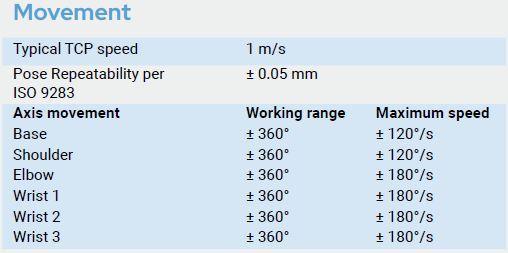 Movement
Typical TCP speed 1 m/s
Pose Repeatability per ± 0.05 mm
ISO 9283
Axis movement Working range Maximum speed
Base ± 360° ± 120°/s
Shoulder ± 360° ± 120°/s
Elbow ± 360° ± 180°/s
Wrist 1 ± 360° ± 180°/s
Wrist 2 ± 360° ± 180°/s
Wrist 3 ± 360° ± 180°/s